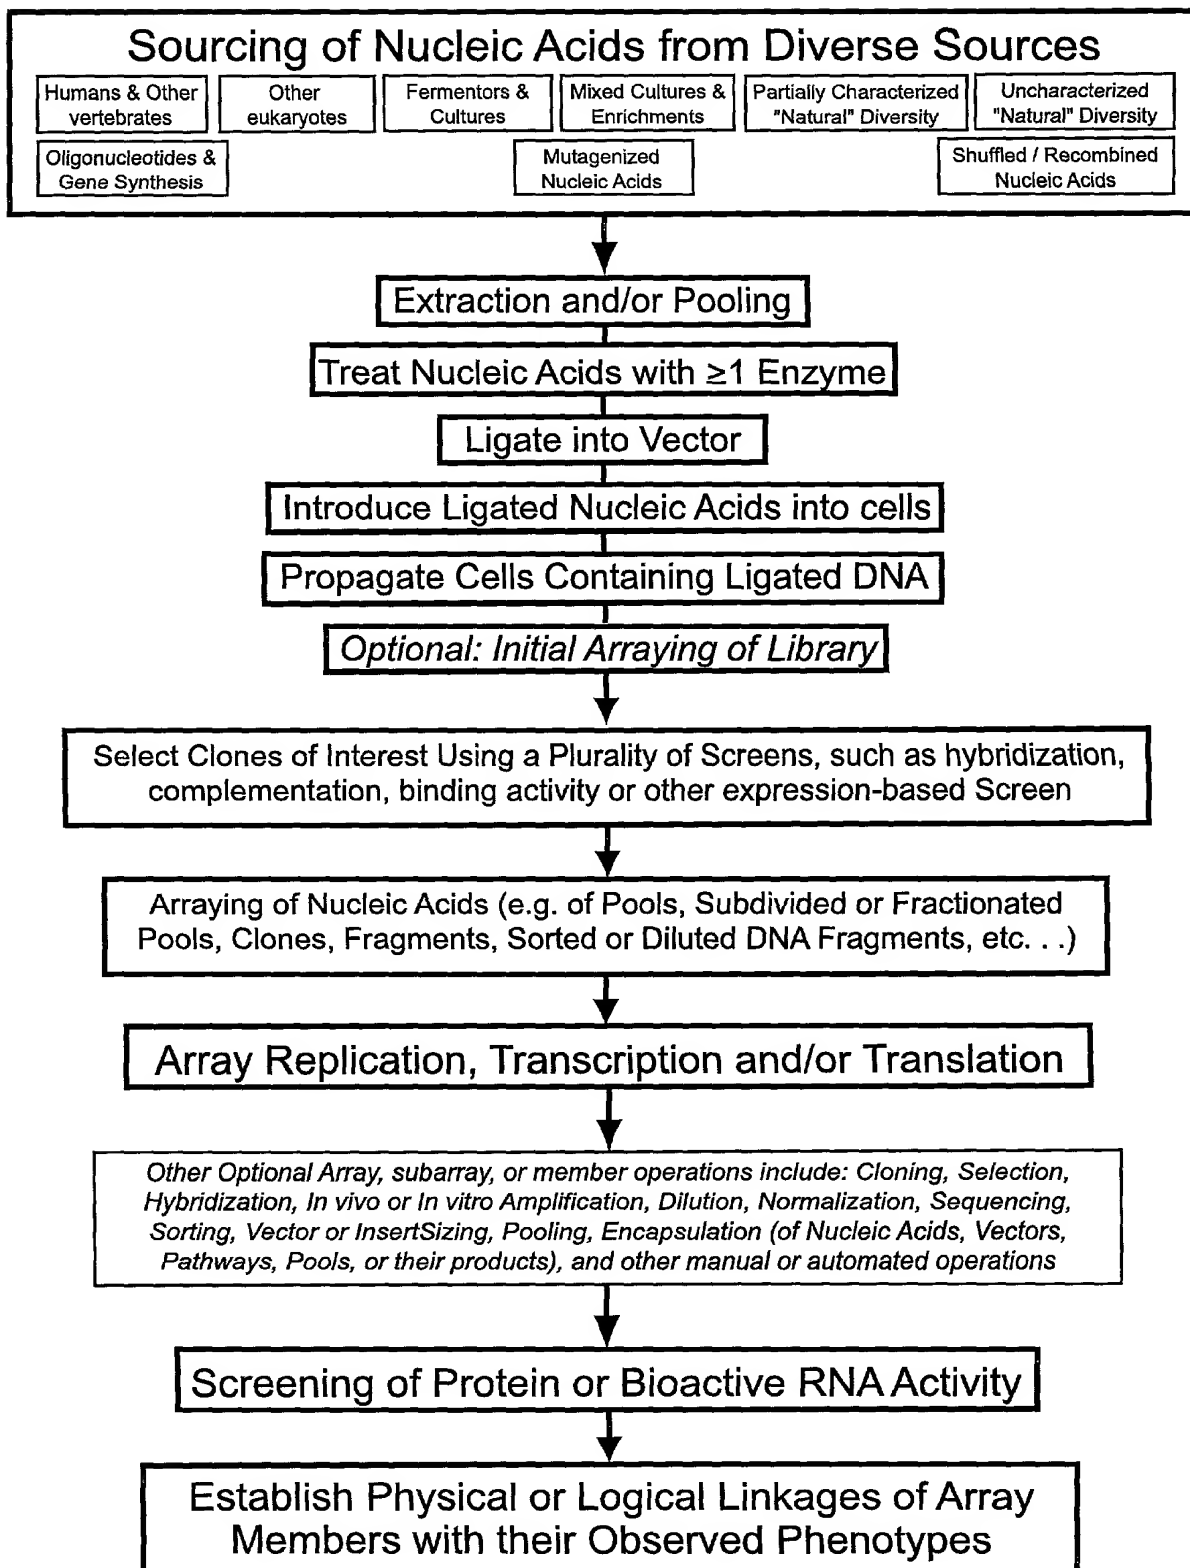 Sourcing of Nucleic Acids from Diverse Sources
Humans & Other
vertebrates
Other
eukaryotes
Fermentors &
Cultures
Mixed Cultures &
Enrichments
Partially Characterized
"Natural" Diversity
Uncharacterized
"Natural" Diversity
Oligonucleotides &
Gene Synthesis
Mutagenized
Nucleic Acids
Shuffled / Recombined
Nucleic Acids
Extraction and/or Pooling
Treat Nucleic Acids with ≥1 Enzyme
Ligate into Vector
Introduce Ligated Nucleic Acids into cells
Propagate Cells Containing Ligated DNA
Optional: Initial Arraying of Library
Select Clones of Interest Using a Plurality of Screens, such as hybridization,
complementation, binding activity or other expression-based Screen
Arraying of Nucleic Acids (e.g. of Pools, Subdivided or Fractionated
Pools, Clones, Fragments, Sorted or Diluted DNA Fragments, etc. . .)
Array Replication, Transcription and/or Translation
Other Optional Array, subarray, or member operations include: Cloning, Selection,
Hybridization, In vivo or In vitro Amplification, Dilution, Normalization, Sequencing,
Sorting, Vector or InsertSizing, Pooling, Encapsulation (of Nucleic Acids, Vectors,
Pathways, Pools, or their products), and other manual or automated operations
Screening of Protein or Bioactive RNA Activity
Establish Physical or Logical Linkages of Array
Members with their Observed Phenotypes